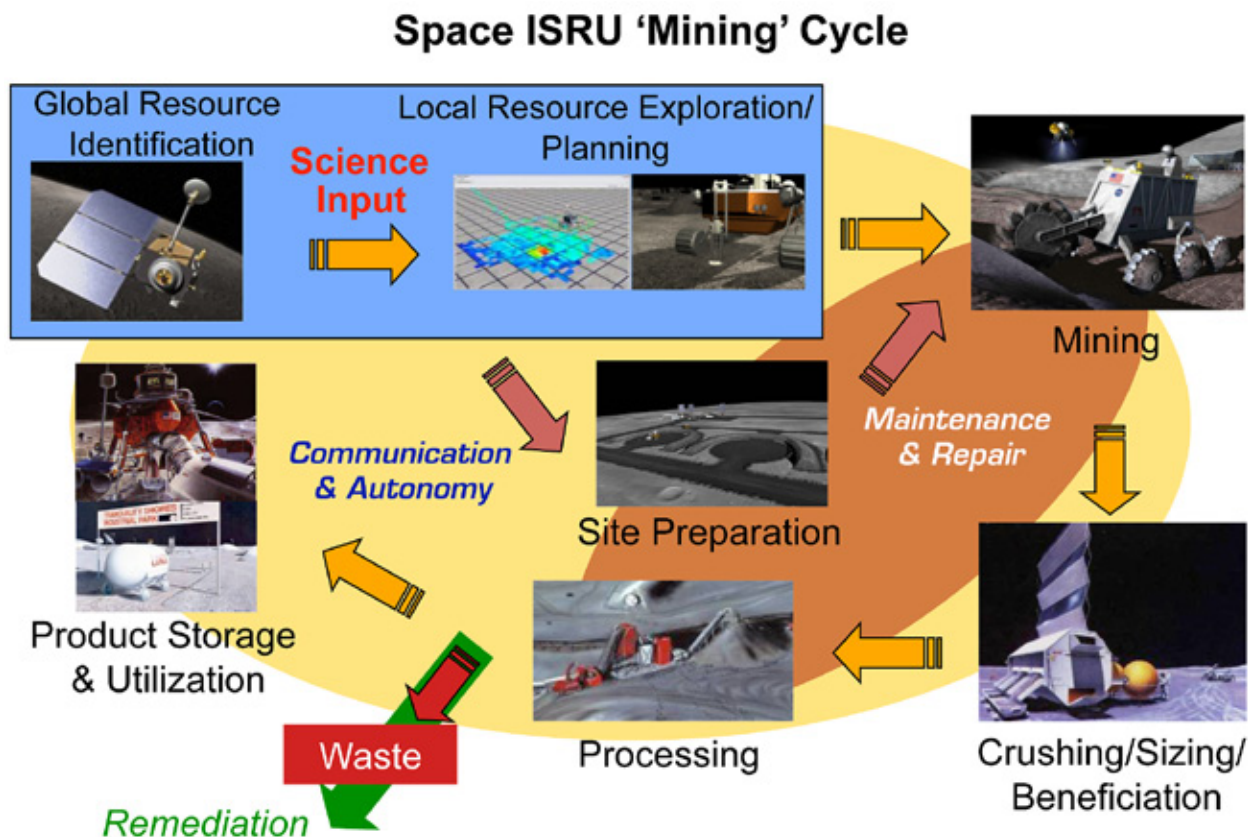 Space ISRU ‘Mining’ Cycle
Global Resource
Identification
Science
Input
Local Resource Exploration/
Planning
Mining
Communication
& Autonomy
Maintenance
& Repair
Site Preparation
Product Storage
& Utilization
Processing
Crushing/Sizing/
Beneficiation
Waste
Remediation